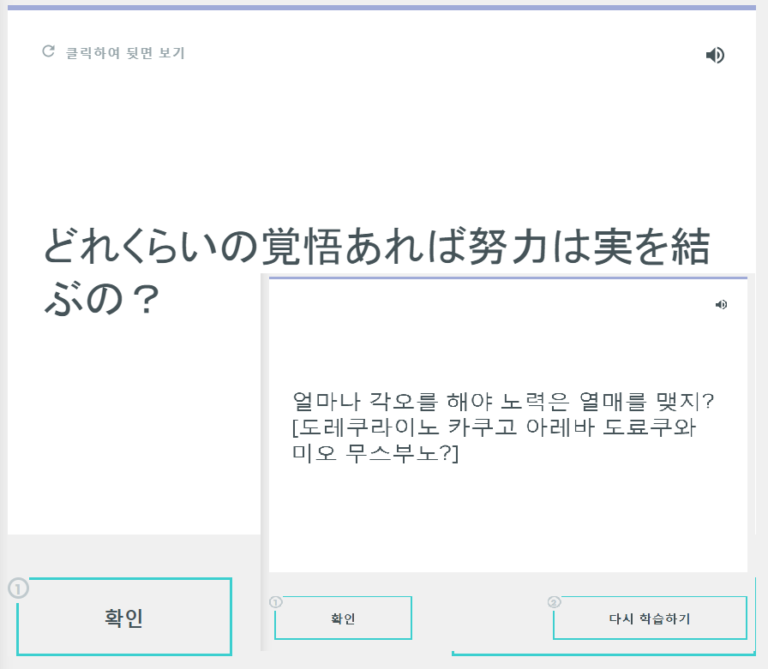 클릭하여 뒷면 보기
どれくらいの覚悟あれば努力は実を結
ぶの？
얼마나 각오를 해야 노력은 열매를 맺지?
[도레쿠라이노 카쿠고 아레바 도료쿠와
미오 무스부노?]
① 확인
① 확인
② 다시 학습하기